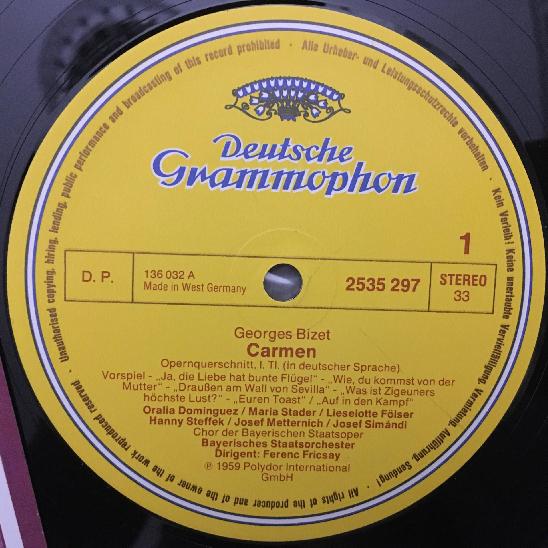 Unauthorised copying, hiring, lending, public performance and broadcasting of this record prohibited · Alle Urheber- und Leistungsschutzrechte vorbehalten · Kein Verleih! Keine unerlaubte Vervielfältigung, Vermietung, Aufführung, Sendung! · All rights of the producer and of the owner of the work reproduced reserved ·
Deutsche
Grammophon
1
D. P.
136 032 A
Made in West Germany
2535 297
STEREO
33
Georges Bizet
Carmen
Opernquerschnitt, I. Tl. (in deutscher Sprache)
Vorspiel - „Ja, die Liebe hat bunte Flügel“ - „Wie, du kommst von der
Mutter“ - „Draußen am Wall von Sevilla“ - „Was ist Zigeuners
höchste Lust?“ - „Euren Toast“ / „Auf in den Kampf“
Oralia Dominguez / Maria Stader / Lieselotte Fölser
Hanny Steffek / Josef Metternich / Josef Simándi
Chor der Bayerischen Staatsoper
Bayerisches Staatsorchester
Dirigent: Ferenc Fricsay
℗ 1959 Polydor International
GmbH